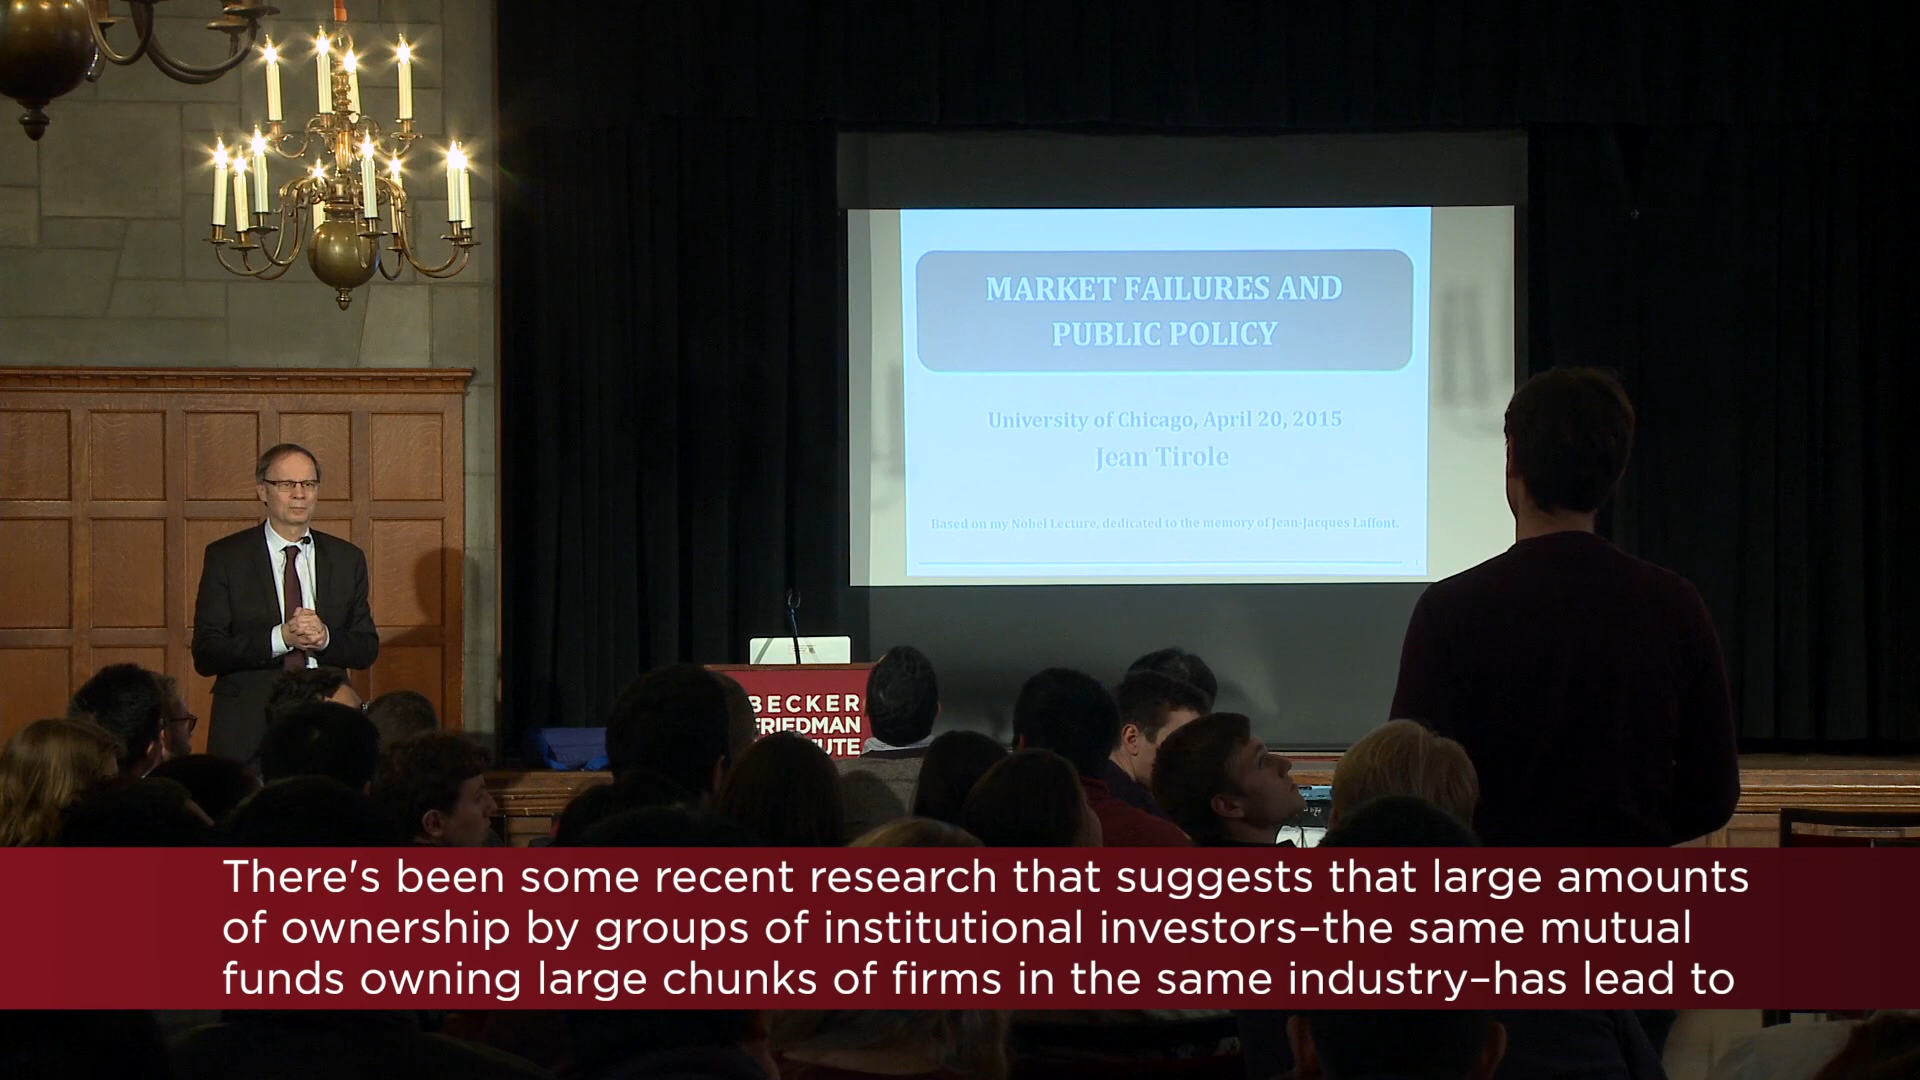 MARKET FAILURES AND
PUBLIC POLICY
University of Chicago, April 20, 2015
Jean Tirole
Based on my Nobel Lecture, dedicated to the memory of Jean-Jacques Laffont.
BECKER
FRIEDMAN
UTE
There's been some recent research that suggests that large amounts
of ownership by groups of institutional investors–the same mutual
funds owning large chunks of firms in the same industry–has lead to